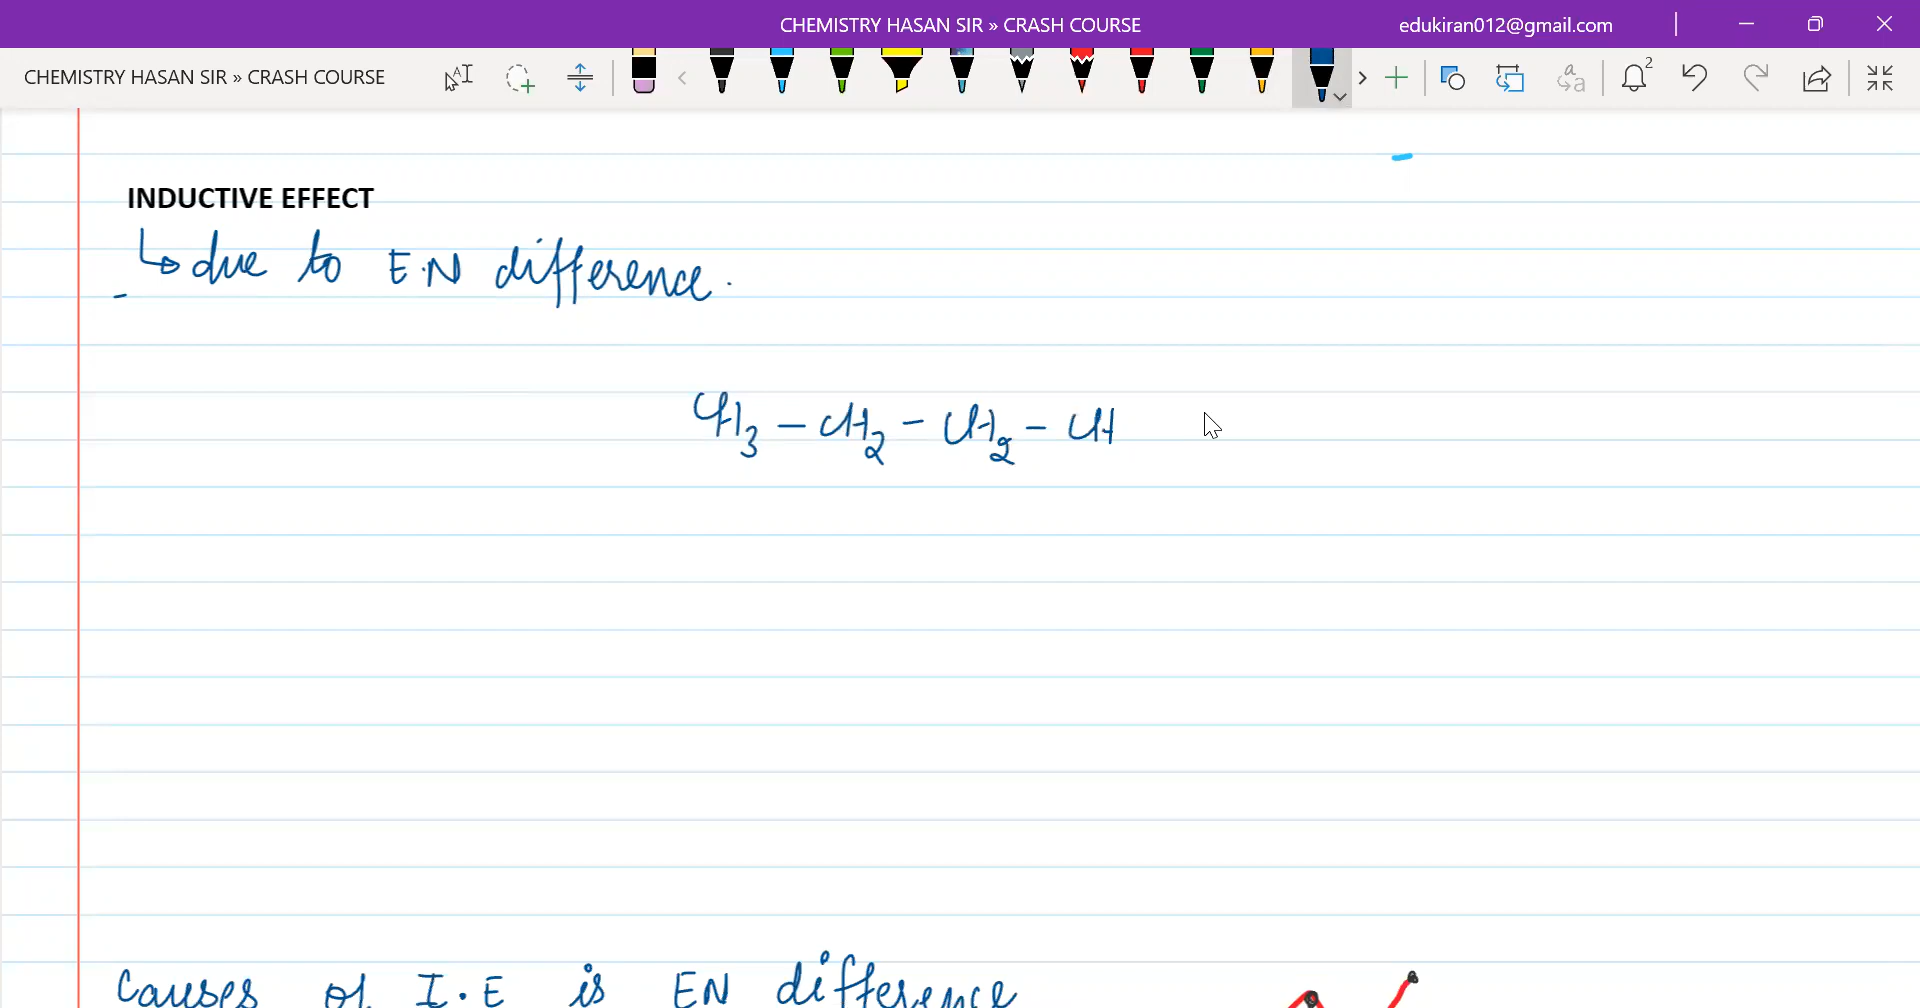 CHEMISTRY HASAN SIR » CRASH COURSE
edukiran012@gmail.com
CHEMISTRY HASAN SIR » CRASH COURSE
2
INDUCTIVE EFFECT
↳ due to E.N difference.
CH3 – CH2 – CH2 – CH
Causes of I.E is EN difference